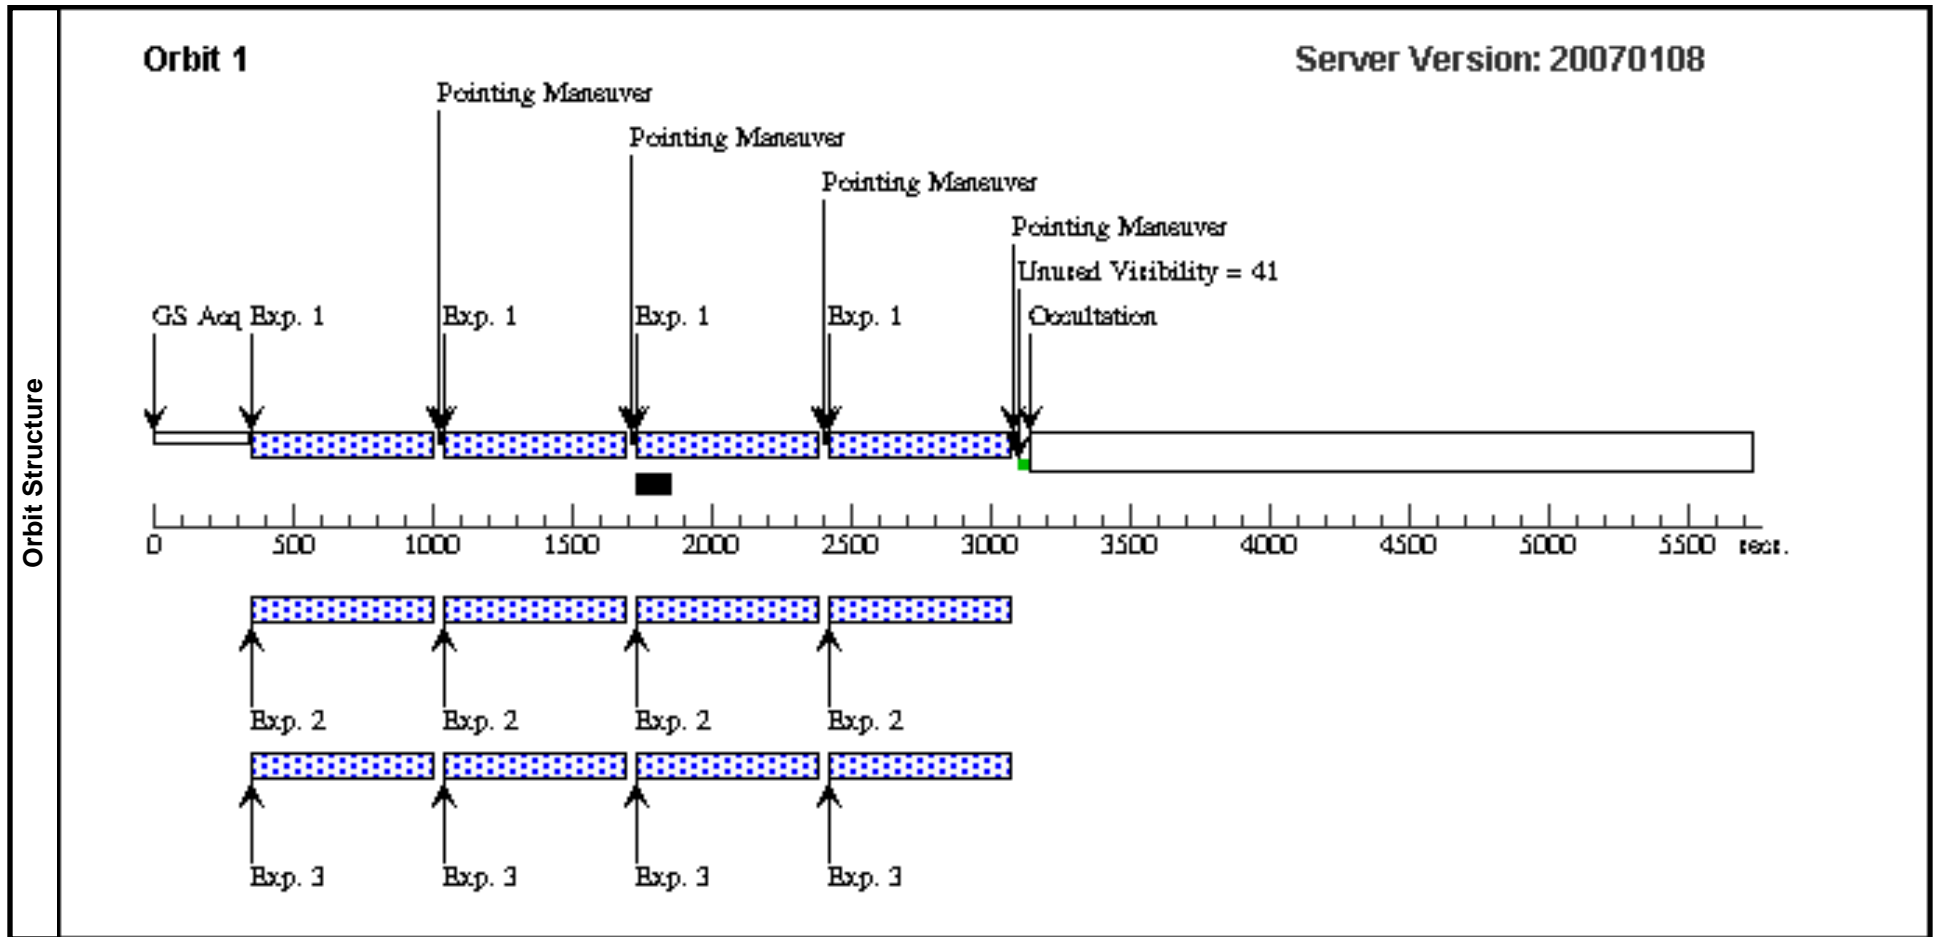 Orbit Structure
Orbit 1
Server Version: 20070108
Pointing Maneuver
Pointing Maneuver
Pointing Maneuver
Pointing Maneuver
Unused Visibility = 41
GS Acq Exp. 1 Exp. 1 Exp. 1 Exp. 1 Occultation
0 500 1000 1500 2000 2500 3000 3500 4000 4500 5000 5500 secs.
Exp. 2 Exp. 2 Exp. 2 Exp. 2
Exp. 3 Exp. 3 Exp. 3 Exp. 3